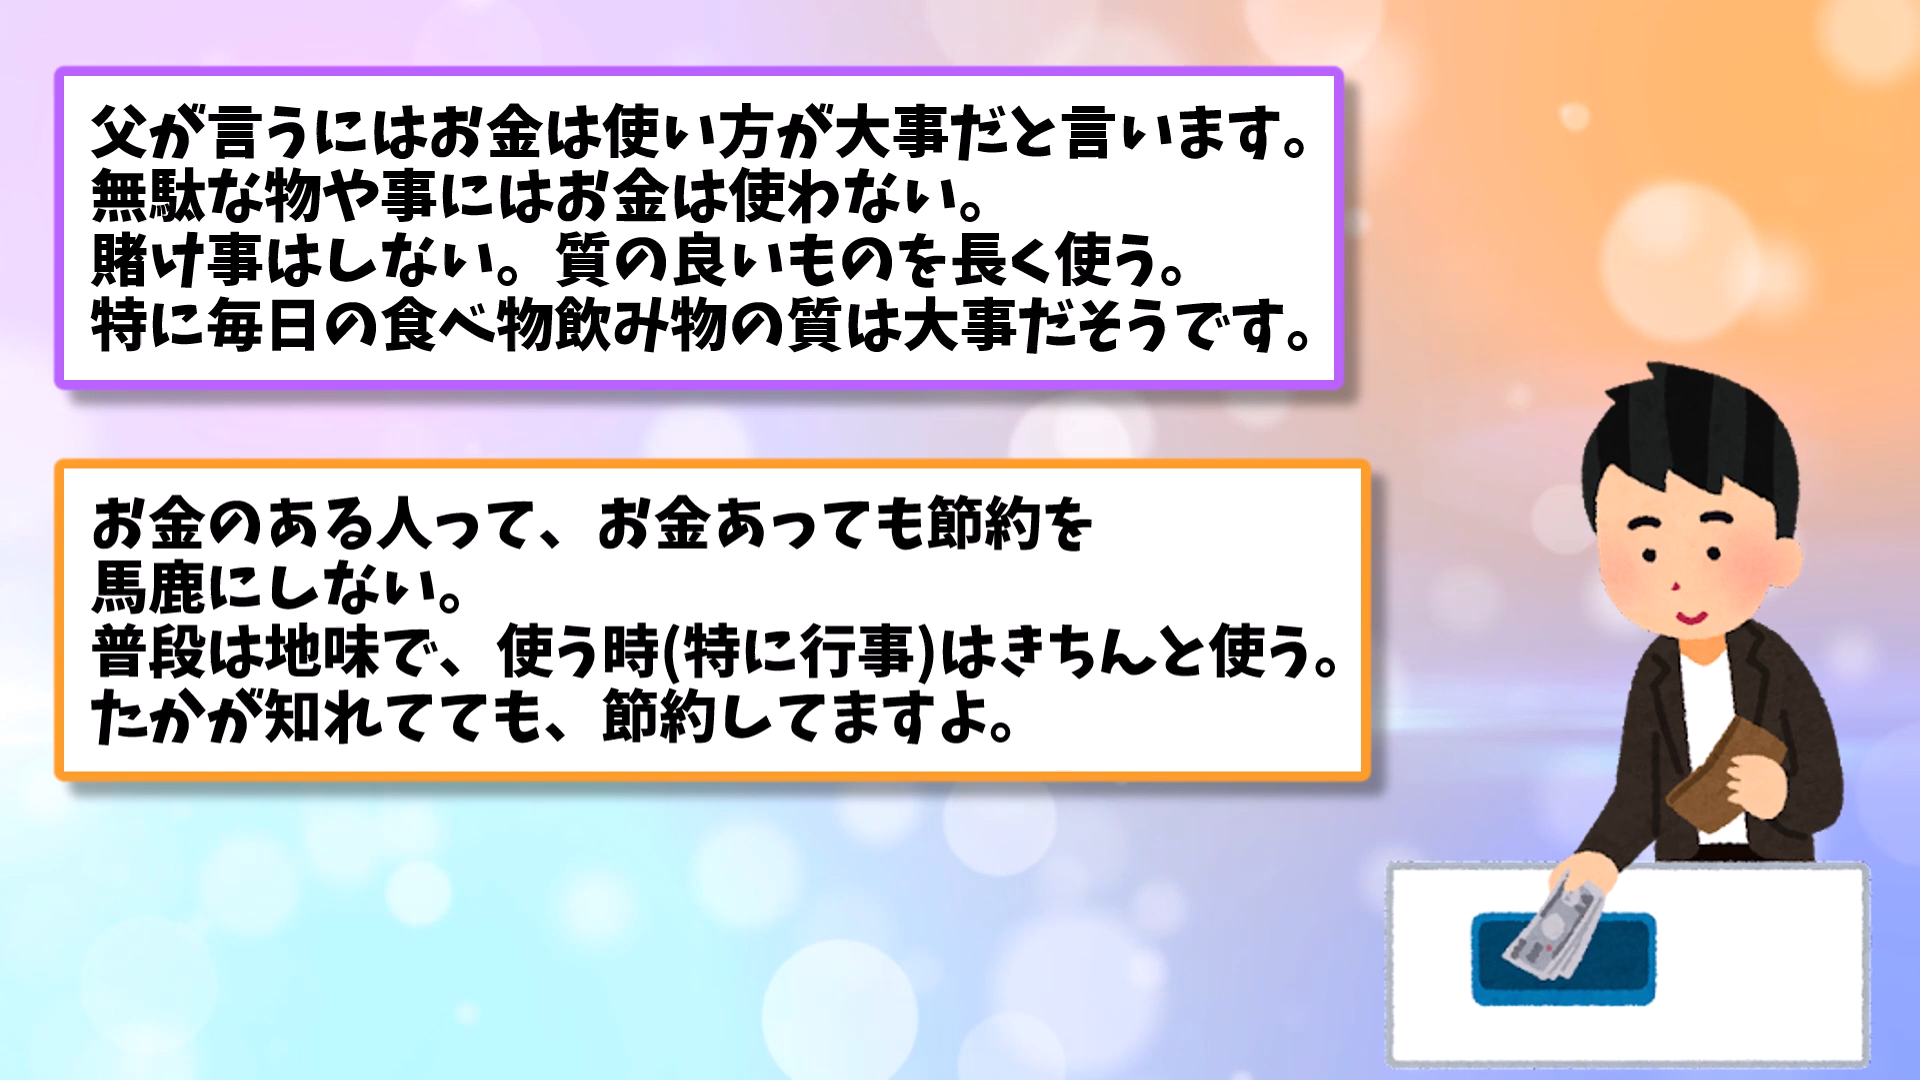 父が言うにはお金は使い方が大事だと言います。
無駄な物や事にはお金は使わない。
賭け事はしない。質の良いものを長く使う。
特に毎日の食べ物飲み物の質は大事だそうです。
お金のある人って、お金あっても節約を
馬鹿にしない。
普段は地味で、使う時(特に行事)はきちんと使う。
たかが知れてても、節約してますよ。